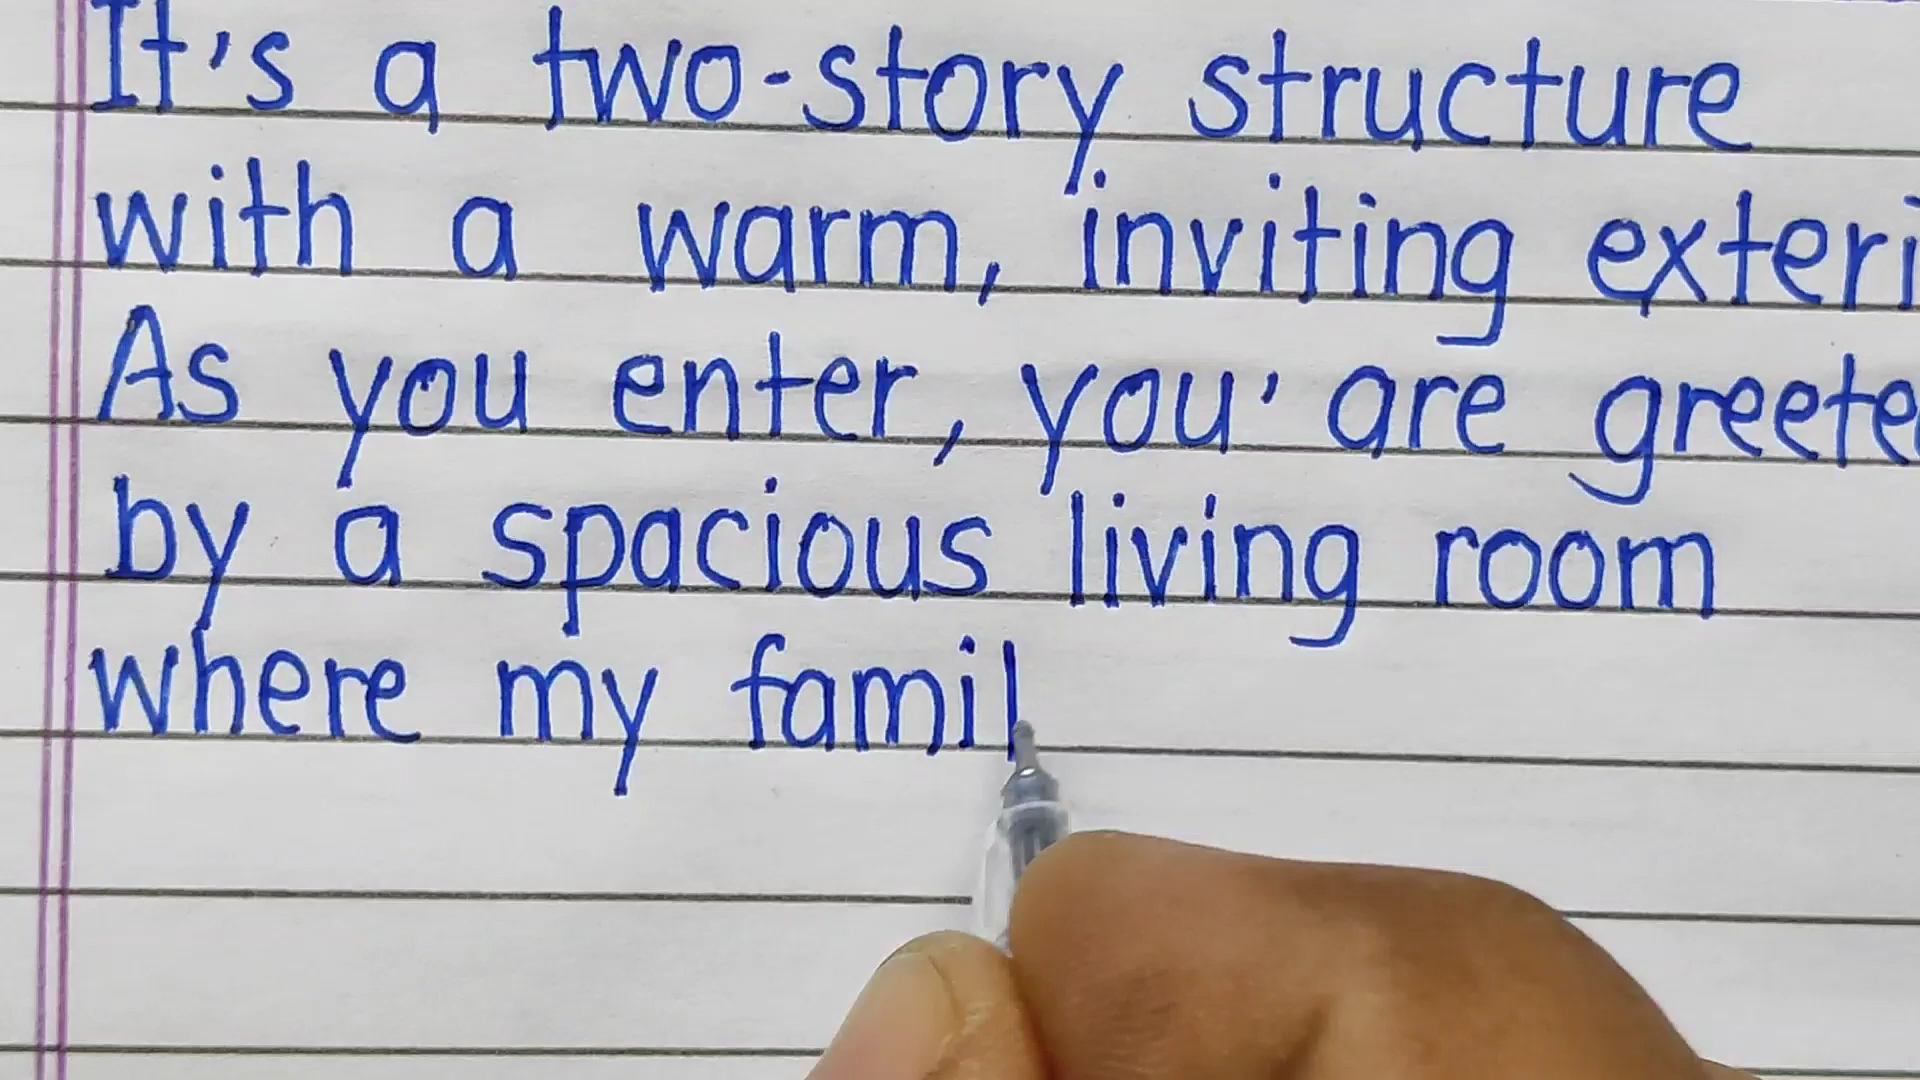 It's a two-story structure
with a warm, inviting exteri
As you enter, you' are greete
by a spacious living room
where my famil